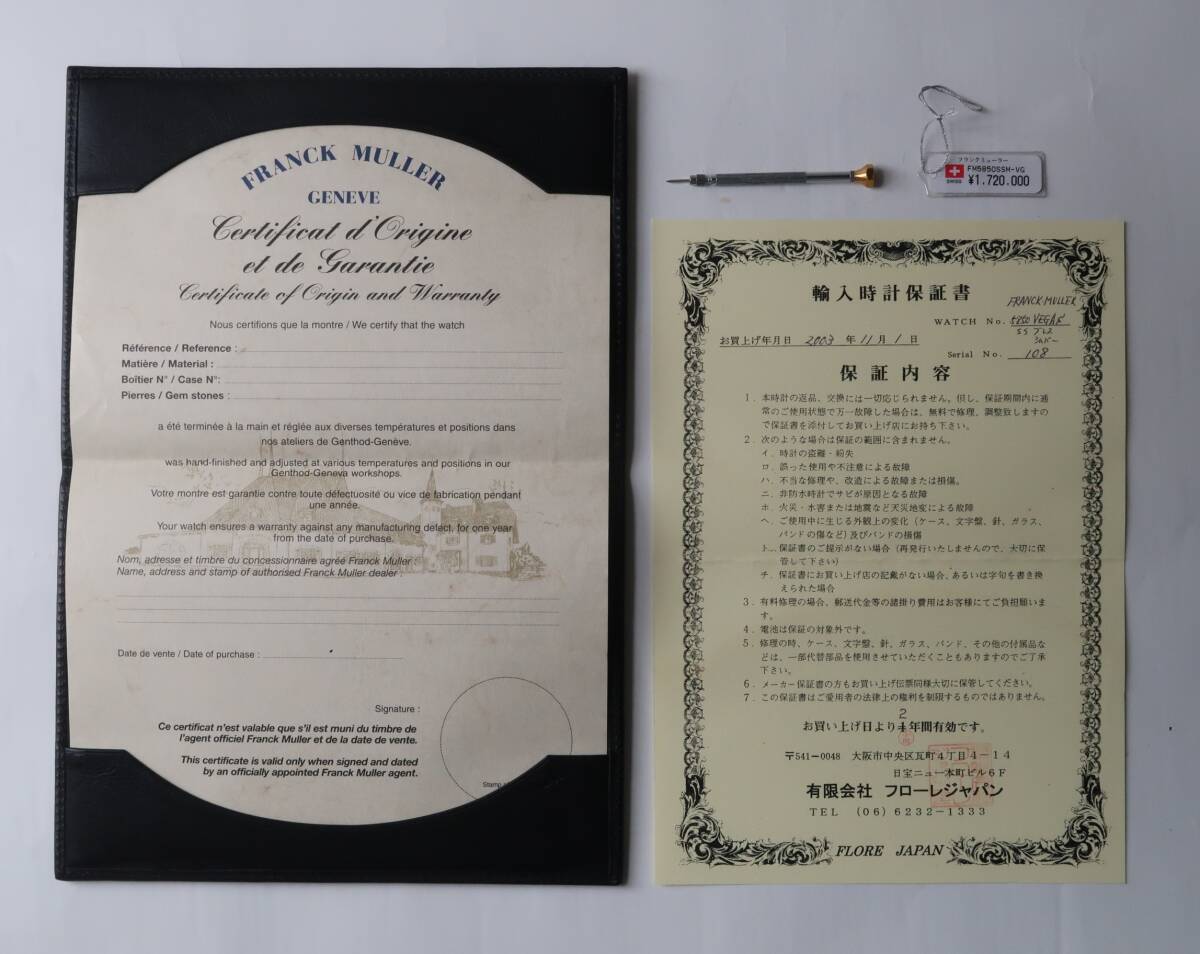 FRANCK MULLER
GENEVE
Certificat d'Origine
et de Garantie
Certificate of Origin and Warranty
Nous certifions que la montre / We certify that the watch
Référence / Reference :
Matière / Material :
Boîtier N° / Case N°:
Pierres / Gem stones :
a été terminée à la main et réglée aux diverses températures et positions dans
nos ateliers de Genthod-Genève.
was hand-finished and adjusted at various temperatures and positions in our
Genthod-Geneva workshops.
Votre montre est garantie contre toute défectuosité ou vice de fabrication pendant
une année.
Your watch ensures a warranty against any manufacturing defect, for one year
from the date of purchase.
Nom, adresse et timbre du concessionnaire agréé Franck Muller :
Name, address and stamp of authorised Franck Muller dealer :
Date de vente / Date of purchase :
Signature :
Ce certificat n'est valable que s'il est muni du timbre de
l'agent officiel Franck Muller et de la date de vente.
This certificate is valid only when signed and dated
by an officially appointed Franck Muller agent.
Stamp
フランクミューラー
FM5850SSM-VG
SWISS ¥1,720.000
輸入時計保証書
FRANCK MULLER
WATCH No. 5850 VEGAS
SS ブレス
シルバー
お買上げ年月日 2003 年 11 月 1 日
Serial No. 108
保証内容
1. 本時計の返品、交換には一切応じられません。但し、保証期間内に通
常のご使用状態で万一故障した場合は、無料で修理、調整致しますの
で保証書を添付してお買い上げ店にお持ち下さい。
2. 次のような場合は保証の範囲に含まれません。
イ. 時計の盗難・紛失
ロ. 誤った使用や不注意による故障
ハ. 不当な修理や、改造による故障または損傷。
ニ. 非防水時計でサビが原因となる故障
ホ. 火災・水害または地震など天災地変による故障
ヘ. ご使用中に生じる外観上の変化(ケース、文字盤、針、ガラス、
バンドの傷など)及びバンドの損傷
ト. 保証書のご提示がない場合(再発行いたしませんので、大切に保
管して下さい)
チ. 保証書にお買い上げ店の記載がない場合、あるいは字句を書き換
えられた場合
3. 有料修理の場合、郵送代金等の諸掛り費用はお客様にてご負担願いま
す。
4. 電池は保証の対象外です。
5. 修理の時、ケース、文字盤、針、ガラス、バンド、その他の付属品な
どは、一部代替部品を使用させていただくこともありますのでご了承
下さい。
6. メーカー保証書の方もお買い上げ伝票同様大切に保管してください。
7. この保証書はご愛用者の法律上の権利を制限するものではありません。
2
お買い上げ日より1年間有効です。
〒541-0048 大阪市中央区瓦町4丁目4-14
日宝ニュー本町ビル6F
有限会社 フローレジャパン
TEL (06) 6232-1333
FLORE JAPAN